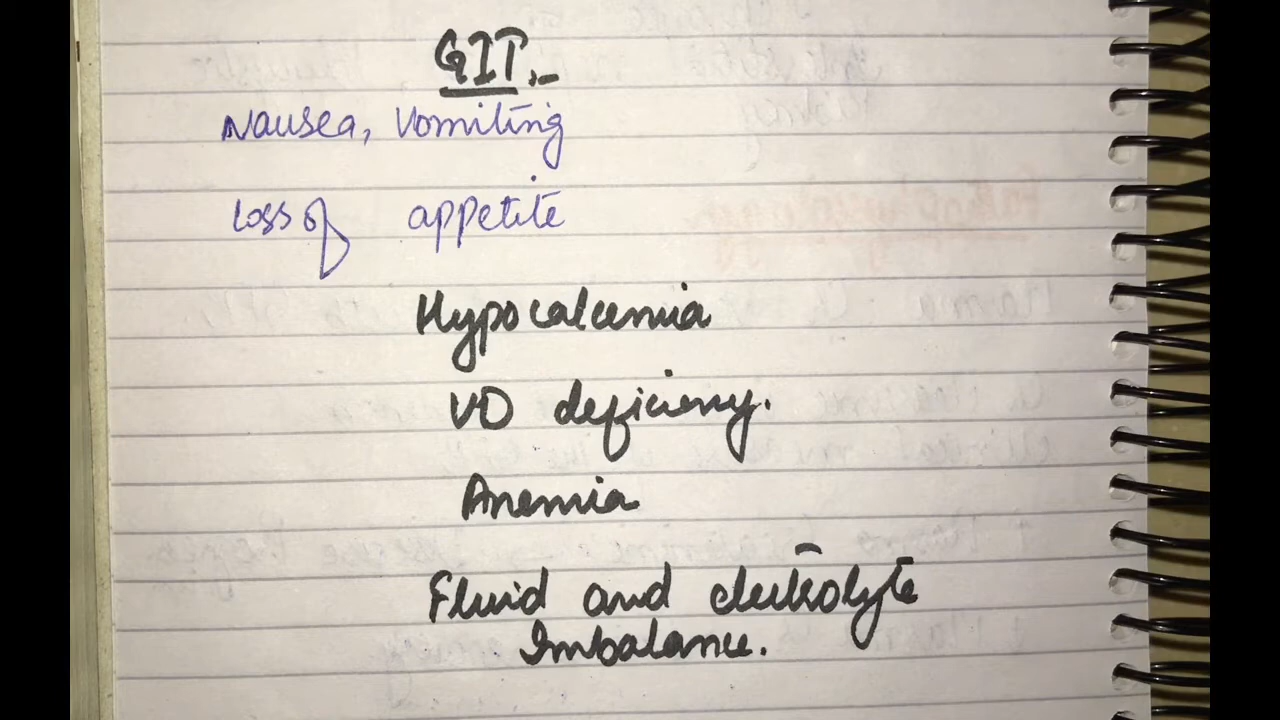 GIT.-
Nausea, Vomiting
Loss of appetite
Hypocalcemia
VD deficiency.
Anemia
Fluid and electrolyte
Imbalance.